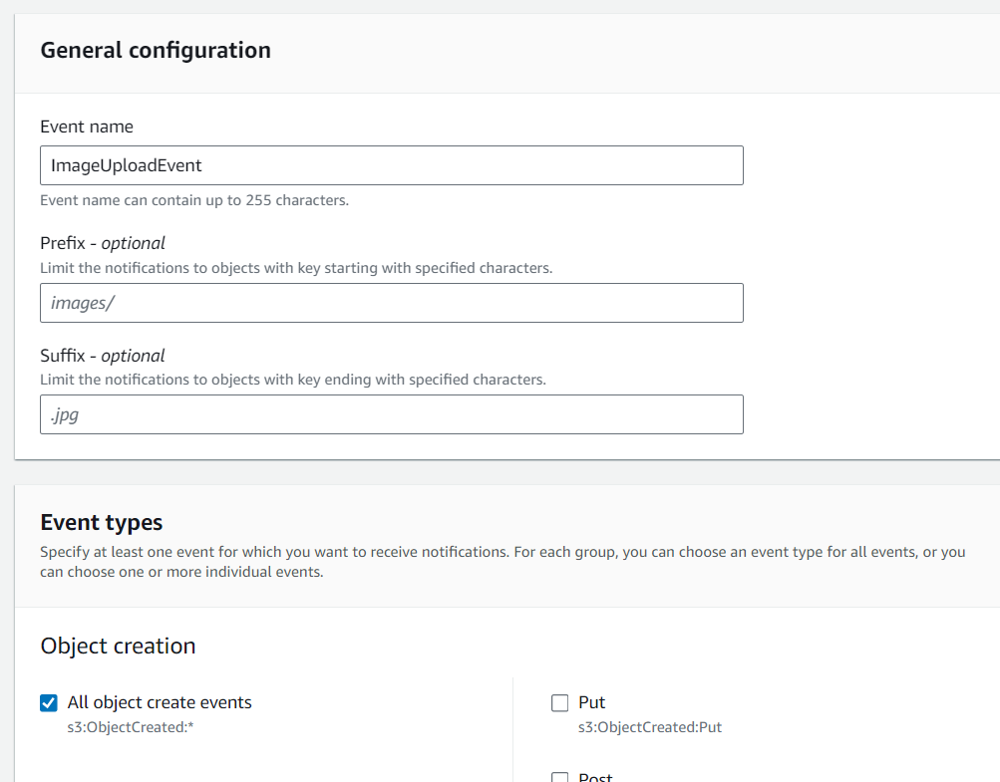 General configuration
Event name
ImageUploadEvent
Event name can contain up to 255 characters.
Prefix - optional
Limit the notifications to objects with key starting with specified characters.
images/
Suffix - optional
Limit the notifications to objects with key ending with specified characters.
.jpg
Event types
Specify at least one event for which you want to receive notifications. For each group, you can choose an event type for all events, or you
can choose one or more individual events.
Object creation
All object create events
s3:ObjectCreated:*
Put
s3:ObjectCreated:Put
Post